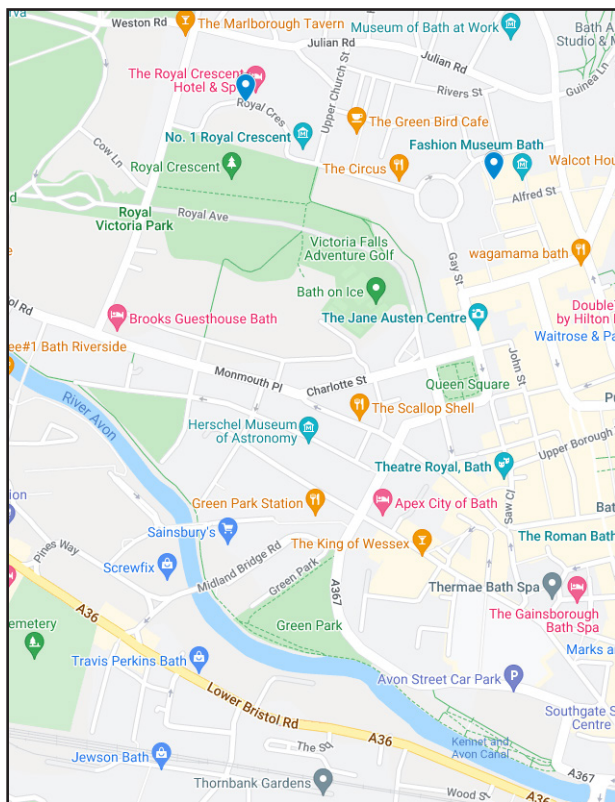 arva
Weston Rd
The Marlborough Tavern
Julian Rd
Museum of Bath at Work
Bath A
Studio & M
Julian Rd
Guinea Ln
The Royal Crescent
Hotel & Sp
Upper Church St
Rivers St
Royal Cres
The Green Bird Cafe
Cow Ln
No. 1 Royal Crescent
Fashion Museum Bath
Royal Crescent
The Circus
Walcot Hou
Alfred St
d
Royal
Victoria Park
Royal Ave
Victoria Falls
Adventure Golf
Gay St
wagamama bath
e
Bath on Ice
ol Rd
Brooks Guesthouse Bath
The Jane Austen Centre
Double
by Hilton
Waitrose & Pa
ee#1 Bath Riverside
John St
Monmouth Pl
Charlotte St
Queen Square
River Avon
The Scallop Shell
Herschel Museum
of Astronomy
Upper Borough
Theatre Royal, Bath
Green Park Station
Apex City of Bath
Saw Cl
Bat
ion
Sainsbury's
The King of Wessex
The Roman Bath
Pines Way
Screwfix
Midland Bridge Rd
Green Park
A367
Thermae Bath Spa
A36
The Gainsborough
Bath Spa
emetery
Green Park
Marks a
Travis Perkins Bath
Avon Street Car Park
Lower Bristol Rd
Southgate S
Centre
Jewson Bath
The Sq
A36
Kennet and
Avon Canal
A367
Thornbank Gardens
Wood St
A36